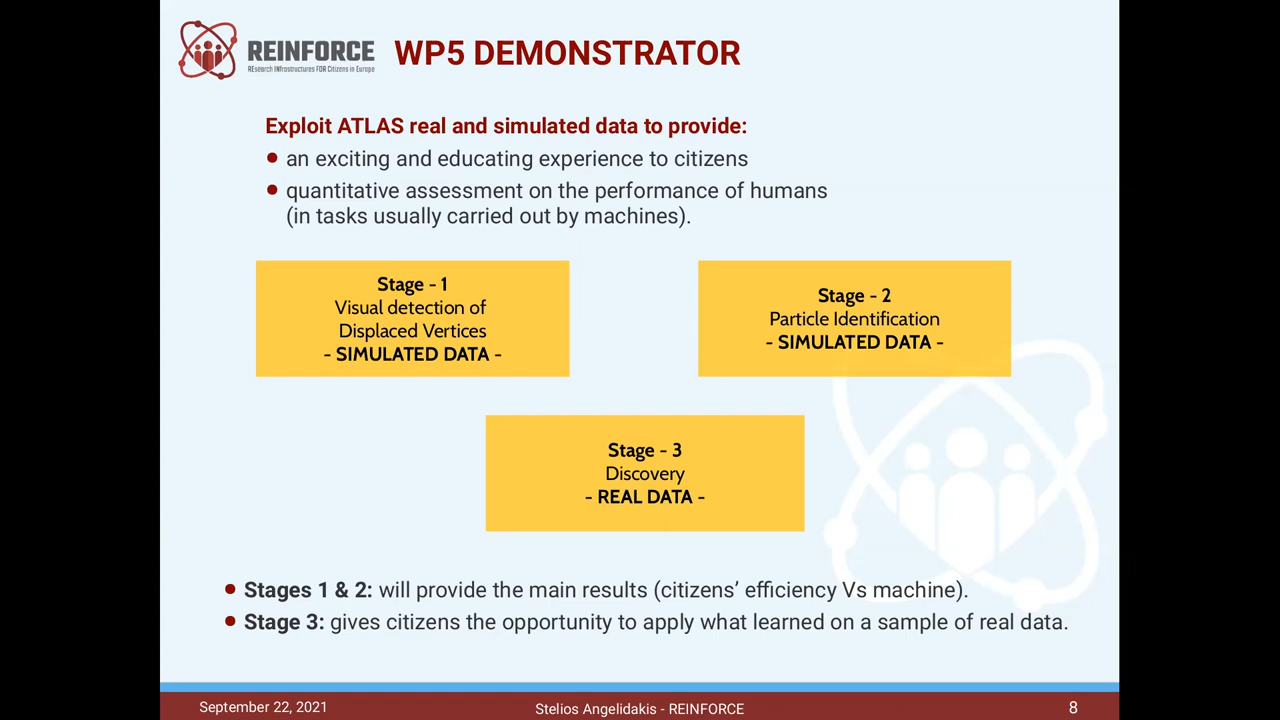 REINFORCE
REsearch INfrastructures FOR Citizens in Europe
WP5 DEMONSTRATOR
Exploit ATLAS real and simulated data to provide:
● an exciting and educating experience to citizens
● quantitative assessment on the performance of humans
(in tasks usually carried out by machines).
Stage - 1
Visual detection of
Displaced Vertices
- SIMULATED DATA -
Stage - 2
Particle Identification
- SIMULATED DATA -
Stage - 3
Discovery
- REAL DATA -
● Stages 1 & 2: will provide the main results (citizens’ efficiency Vs machine).
● Stage 3: gives citizens the opportunity to apply what learned on a sample of real data.
September 22, 2021
Stelios Angelidakis - REINFORCE
8